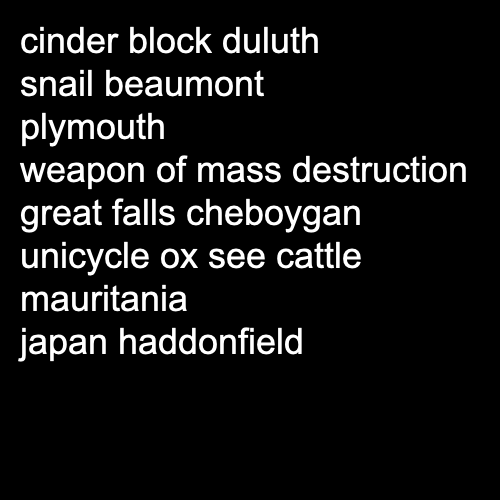 cinder block duluth
snail beaumont
plymouth
weapon of mass destruction
great falls cheboygan
unicycle ox see cattle
mauritania
japan haddonfield